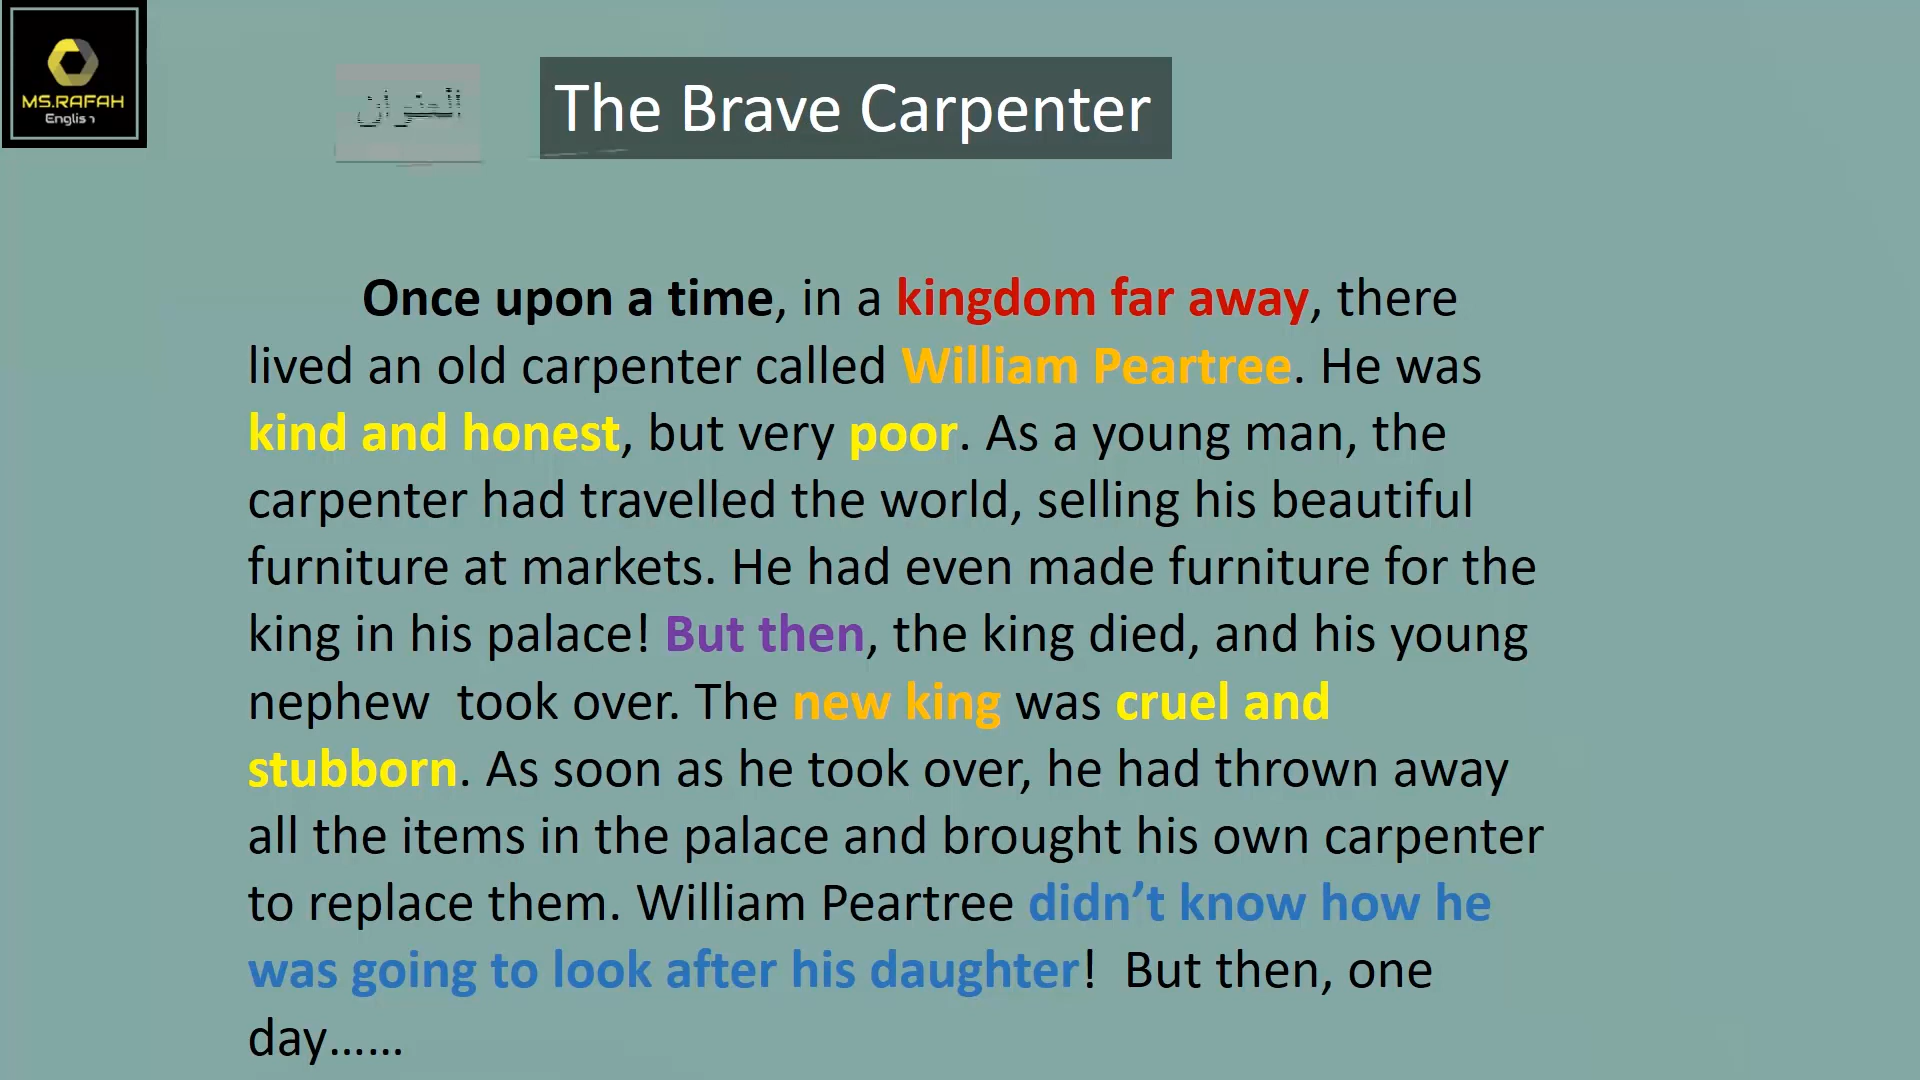 MS.RAFAH
العنوان
The Brave Carpenter
Once upon a time, in a kingdom far away, there
lived an old carpenter called William Peartree. He was
kind and honest, but very poor. As a young man, the
carpenter had travelled the world, selling his beautiful
furniture at markets. He had even made furniture for the
king in his palace! But then, the king died, and his young
nephew  took over. The new king was cruel and
stubborn. As soon as he took over, he had thrown away
all the items in the palace and brought his own carpenter
to replace them. William Peartree didn’t know how he
was going to look after his daughter!  But then, one
day......